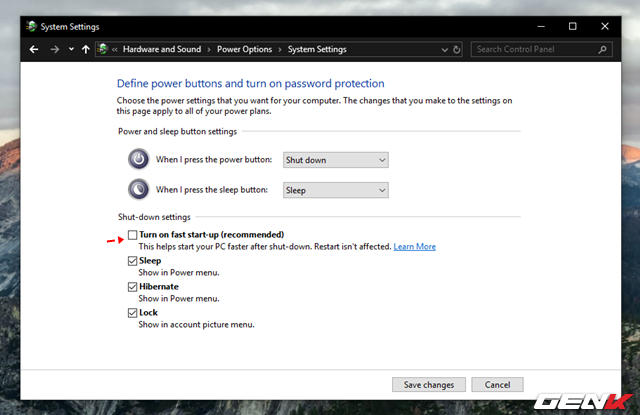 System Settings
« Hardware and Sound > Power Options > System Settings
Search Control Panel
Define power buttons and turn on password protection
Choose the power settings that you want for your computer. The changes that you make to the settings on
this page apply to all of your power plans.
Power and sleep button settings
When I press the power button: Shut down
When I press the sleep button: Sleep
Shut-down settings
Turn on fast start-up (recommended)
This helps start your PC faster after shut-down. Restart isn't affected. Learn More
Sleep
Show in Power menu.
Hibernate
Show in Power menu.
Lock
Show in account picture menu.
Save changes Cancel
GENK